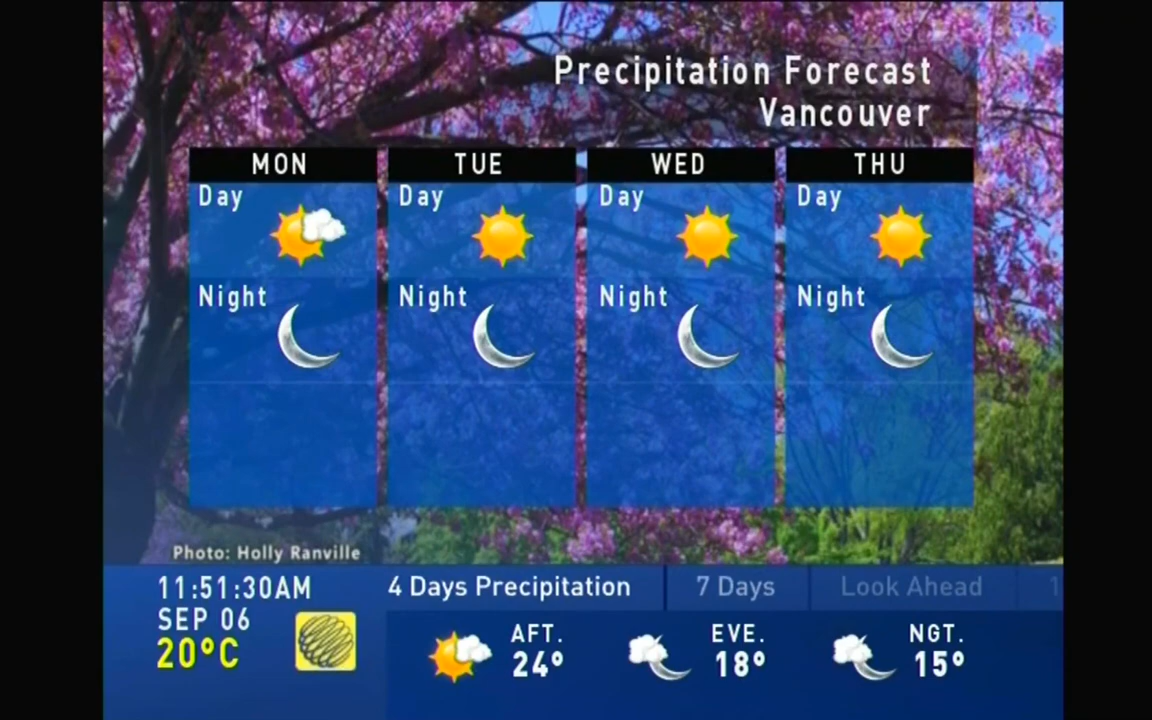 Precipitation Forecast
Vancouver
MON TUE WED THU
Day Day Day Day
Night Night Night Night
Photo: Holly Ranville
11:51:30AM
SEP 06
20°C
4 Days Precipitation 7 Days Look Ahead 1
AFT. EVE. NGT.
24° 18° 15°